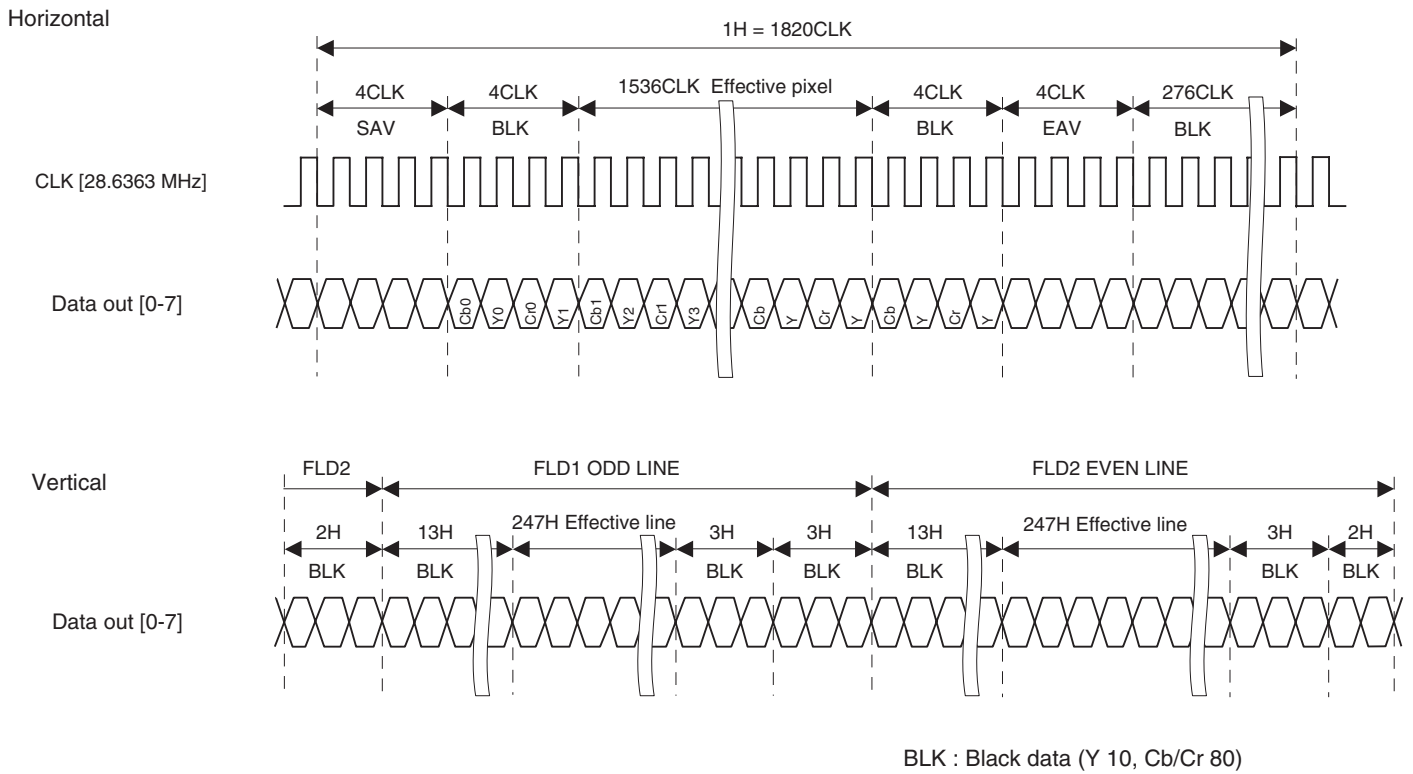 Horizontal
1H = 1820CLK
4CLK 4CLK 1536CLK Effective pixel 4CLK 4CLK 276CLK
SAV BLK BLK EAV BLK
CLK [28.6363 MHz]
Data out [0-7]
Cb0 Y0 Cr0 Y1 Cb1 Y2 Cr1 Y3 Cb Y Cr Y Cb Y Cr Y
Vertical
FLD2 FLD1 ODD LINE FLD2 EVEN LINE
2H 13H 247H Effective line 3H 3H 13H 247H Effective line 3H 2H
BLK BLK BLK BLK BLK BLK BLK
Data out [0-7]
BLK : Black data (Y 10, Cb/Cr 80)